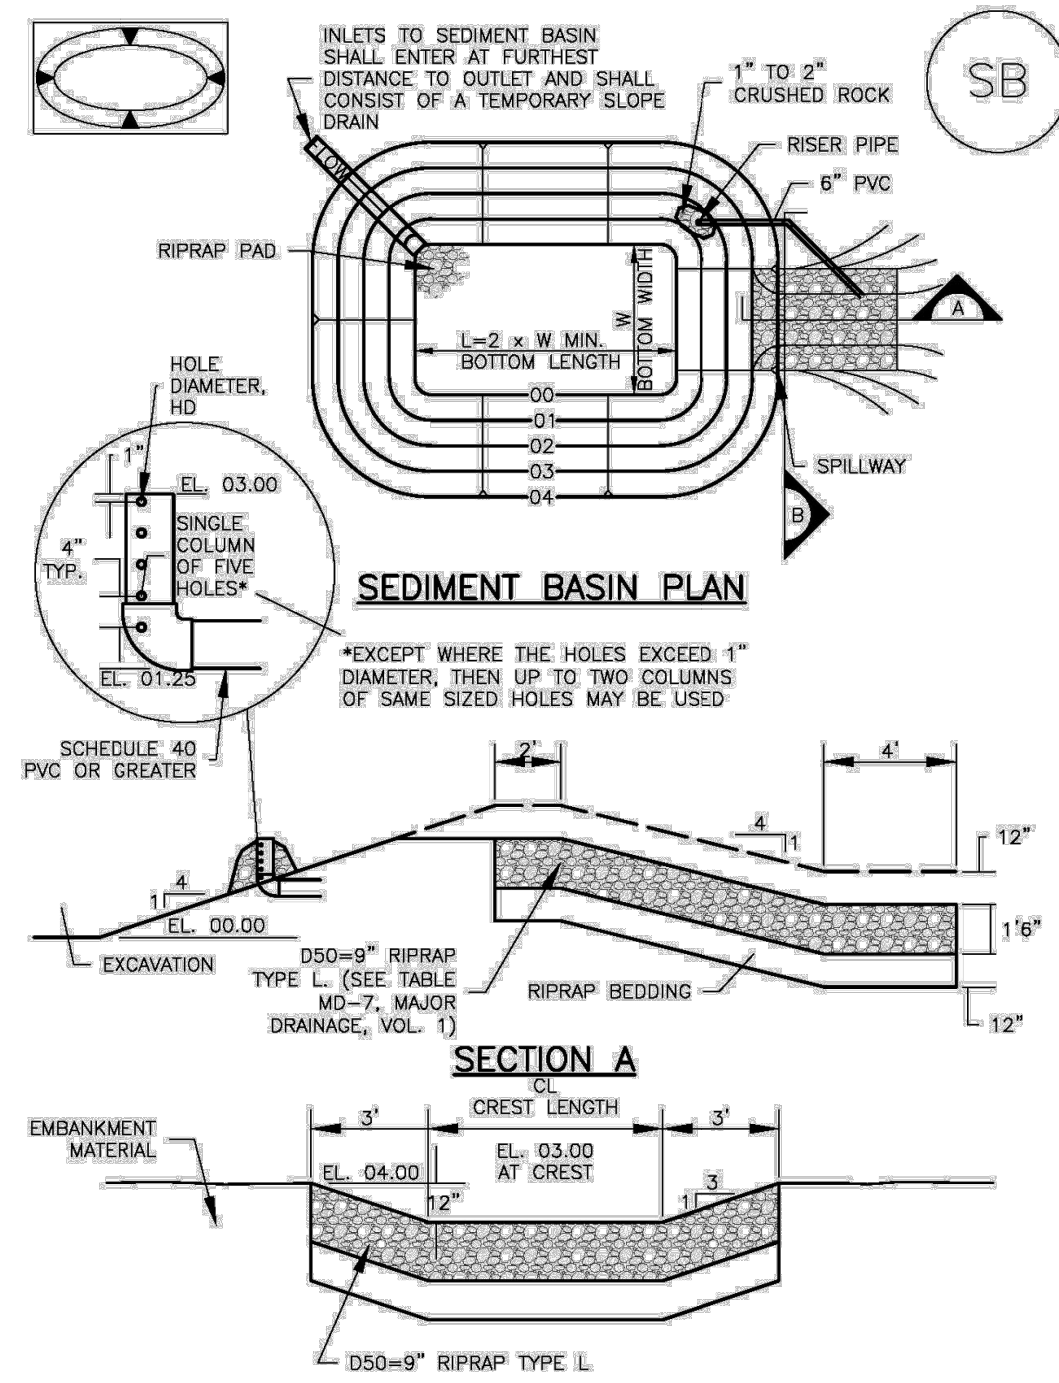 INLETS TO SEDIMENT BASIN
SHALL ENTER AT FURTHEST
DISTANCE TO OUTLET AND SHALL
CONSIST OF A TEMPORARY SLOPE
DRAIN
1" TO 2"
CRUSHED ROCK
SB
RISER PIPE
6" PVC
FLOW
RIPRAP PAD
W
BOTTOM WIDTH
A
L=2 x W MIN.
BOTTOM LENGTH
HOLE
DIAMETER,
HD
00
01
02
03
04
SPILLWAY
B
1"
EL. 03.00
SINGLE
COLUMN
OF FIVE
HOLES*
4"
TYP.
EL. 01.25
SEDIMENT BASIN PLAN
*EXCEPT WHERE THE HOLES EXCEED 1"
DIAMETER, THEN UP TO TWO COLUMNS
OF SAME SIZED HOLES MAY BE USED
SCHEDULE 40
PVC OR GREATER
2'
4'
4
1
12"
4
1
EL. 00.00
1'6"
EXCAVATION
D50=9" RIPRAP
TYPE L. (SEE TABLE
MD-7, MAJOR
DRAINAGE, VOL. 1)
RIPRAP BEDDING
12"
SECTION A
CL
CREST LENGTH
3'
3'
EMBANKMENT
MATERIAL
EL. 04.00
EL. 03.00
AT CREST
12"
3
1
D50=9" RIPRAP TYPE L